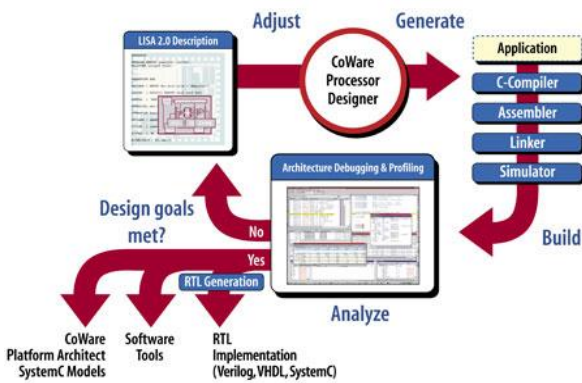 Adjust
Generate
LISA 2.0 Description
CoWare
Processor
Designer
Application
C-Compiler
Assembler
Linker
Simulator
Build
Architecture Debugging & Profiling
Analyze
Design goals
met?
No
Yes
RTL Generation
CoWare
Platform Architect
SystemC Models
Software
Tools
RTL
Implementation
(Verilog, VHDL, SystemC)